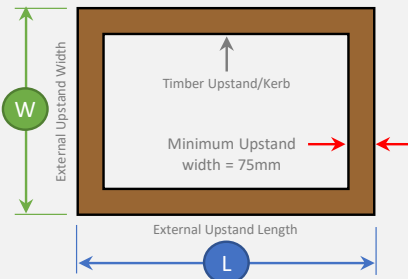 Timber Upstand/Kerb
W
External Upstand Width
Minimum Upstand
width = 75mm
External Upstand Length
L